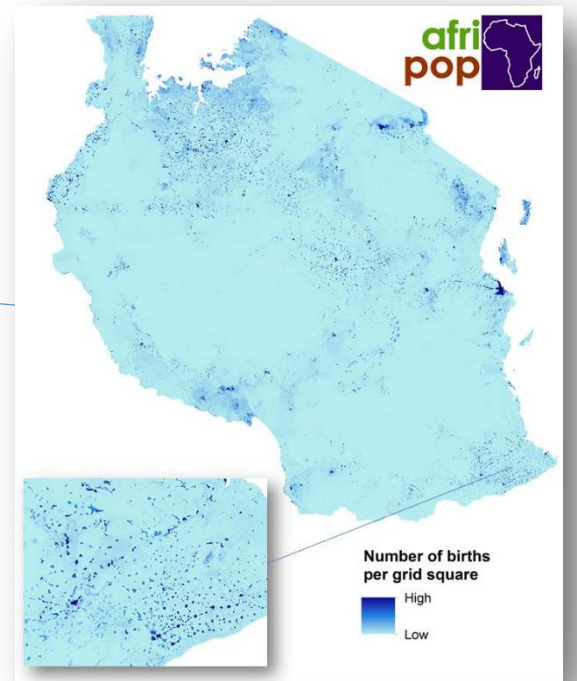 afri
pop
Number of births
per grid square
High
Low